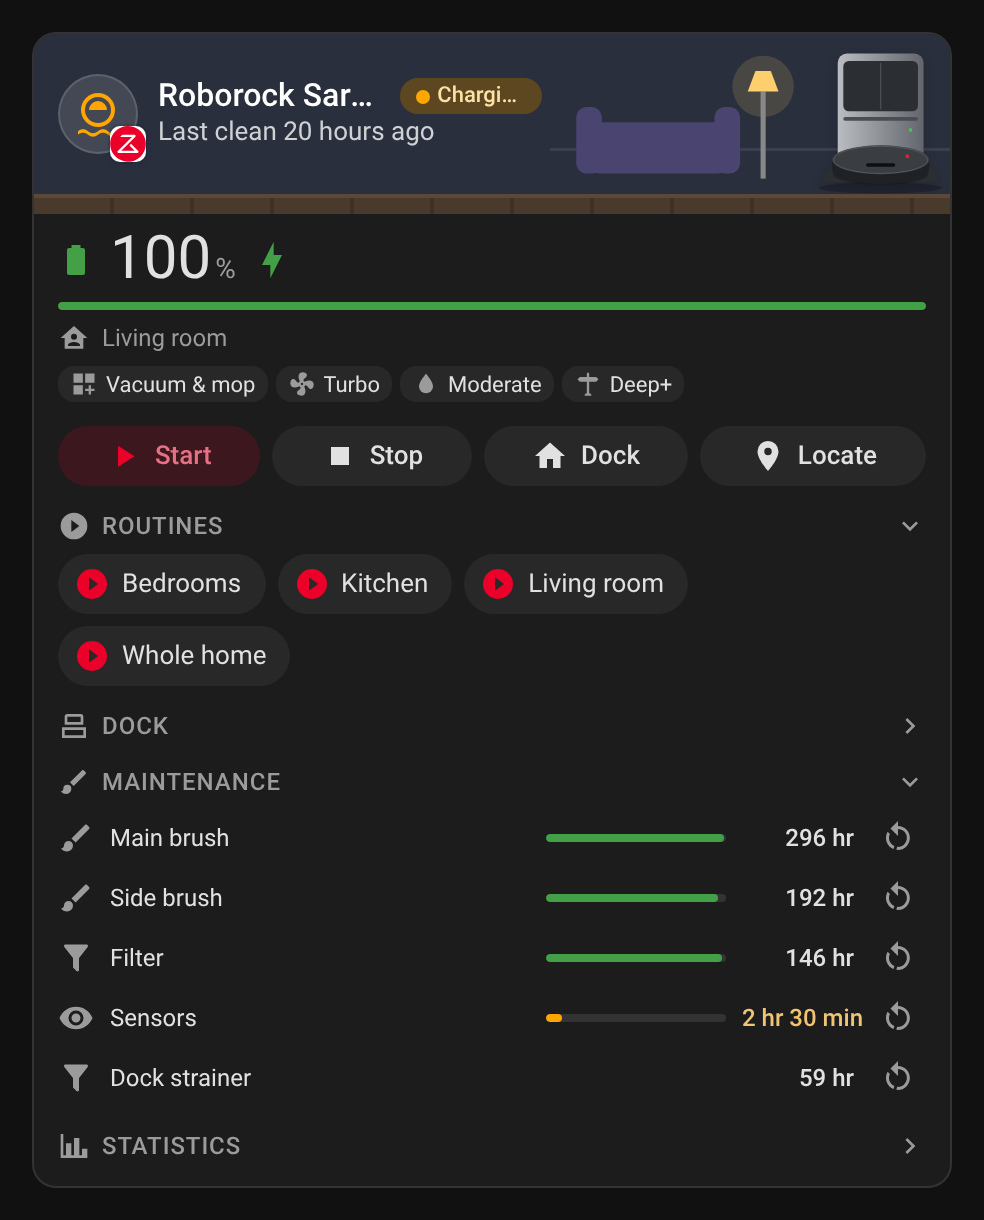 Roborock Sar... Chargi...
Last clean 20 hours ago
100%
Living room
Vacuum & mop Turbo Moderate Deep+
Start Stop Dock Locate
ROUTINES
Bedrooms Kitchen Living room
Whole home
DOCK
MAINTENANCE
Main brush 296 hr
Side brush 192 hr
Filter 146 hr
Sensors 2 hr 30 min
Dock strainer 59 hr
STATISTICS